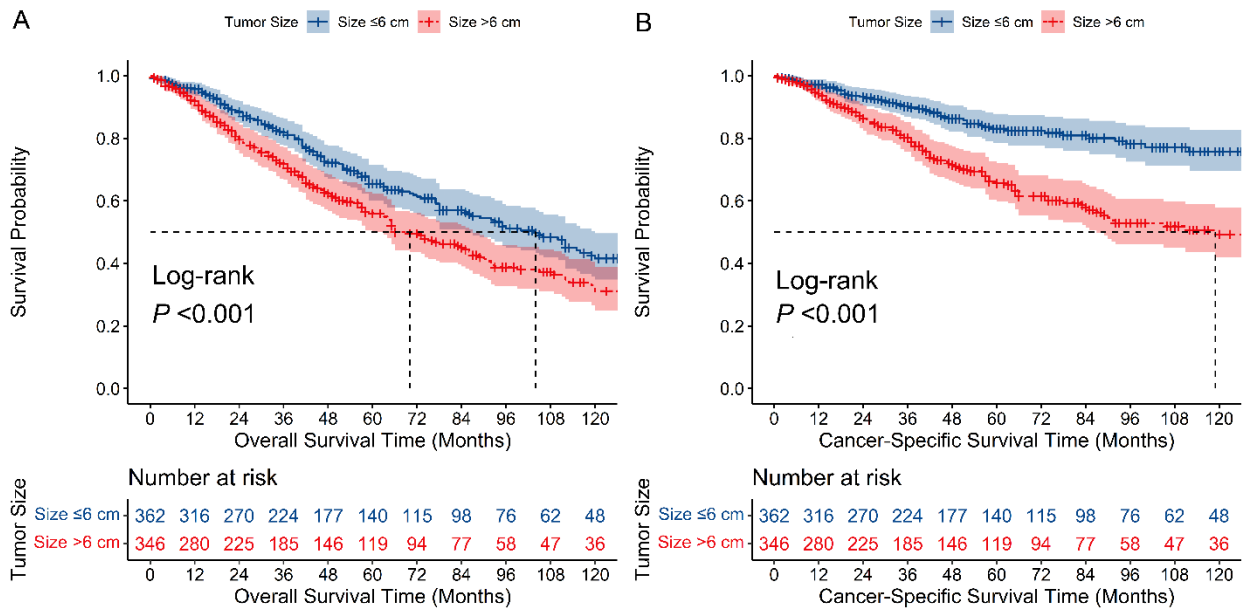 A
Tumor Size Size ≤6 cm Size >6 cm
1.0
0.8
0.6
0.4
0.2
0.0
Survival Probability
Log-rank
P <0.001
0 12 24 36 48 60 72 84 96 108 120
Overall Survival Time (Months)
Number at risk
Tumor Size
Size ≤6 cm 362 316 270 224 177 140 115 98 76 62 48
Size >6 cm 346 280 225 185 146 119 94 77 58 47 36
0 12 24 36 48 60 72 84 96 108 120
Overall Survival Time (Months)
B
Tumor Size Size ≤6 cm Size >6 cm
1.0
0.8
0.6
0.4
0.2
0.0
Survival Probability
Log-rank
P <0.001
0 12 24 36 48 60 72 84 96 108 120
Cancer-Specific Survival Time (Months)
Number at risk
Tumor Size
Size ≤6 cm 362 316 270 224 177 140 115 98 76 62 48
Size >6 cm 346 280 225 185 146 119 94 77 58 47 36
0 12 24 36 48 60 72 84 96 108 120
Cancer-Specific Survival Time (Months)